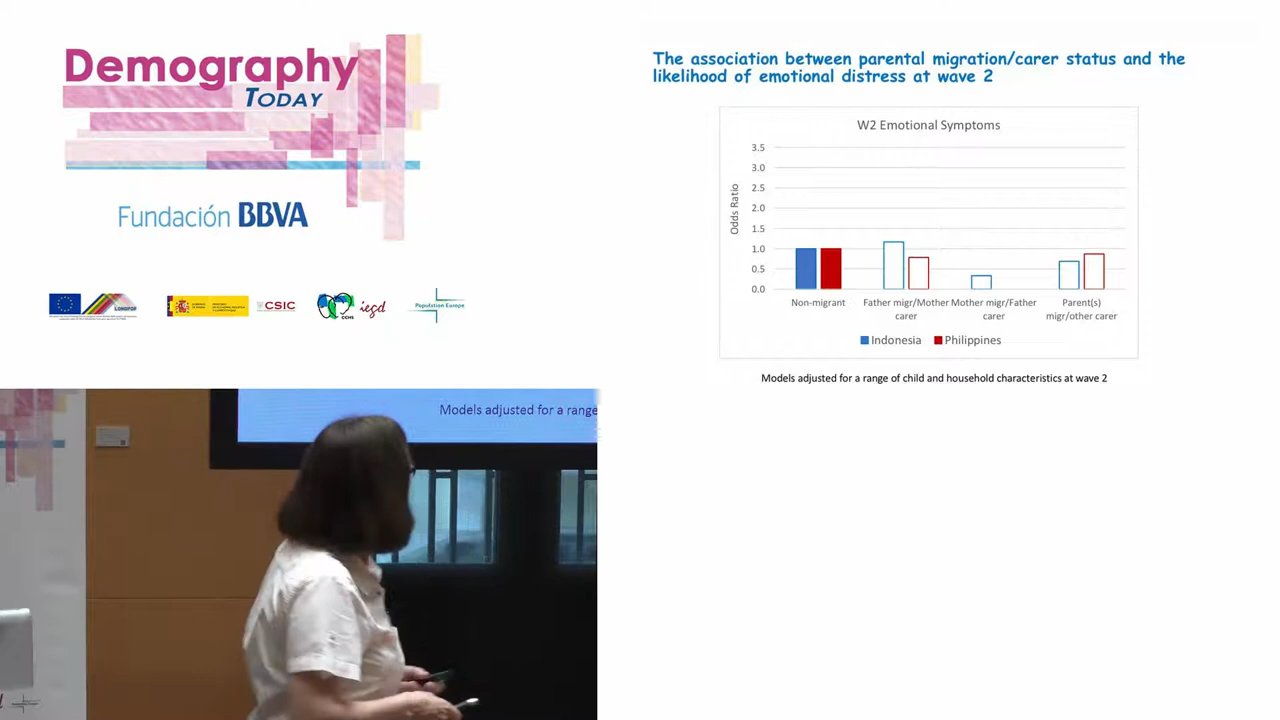 Demography
TODAY
Fundación BBVA
LONGPOP
CSIC
CCHS
iegd
Population Europe
The association between parental migration/carer status and the
likelihood of emotional distress at wave 2
W2 Emotional Symptoms
Odds Ratio
3.5
3.0
2.5
2.0
1.5
1.0
0.5
0.0
Non-migrant
Father migr/Mother
carer
Mother migr/Father
carer
Parent(s)
migr/other carer
Indonesia
Philippines
Models adjusted for a range of child and household characteristics at wave 2
Models adjusted for a range